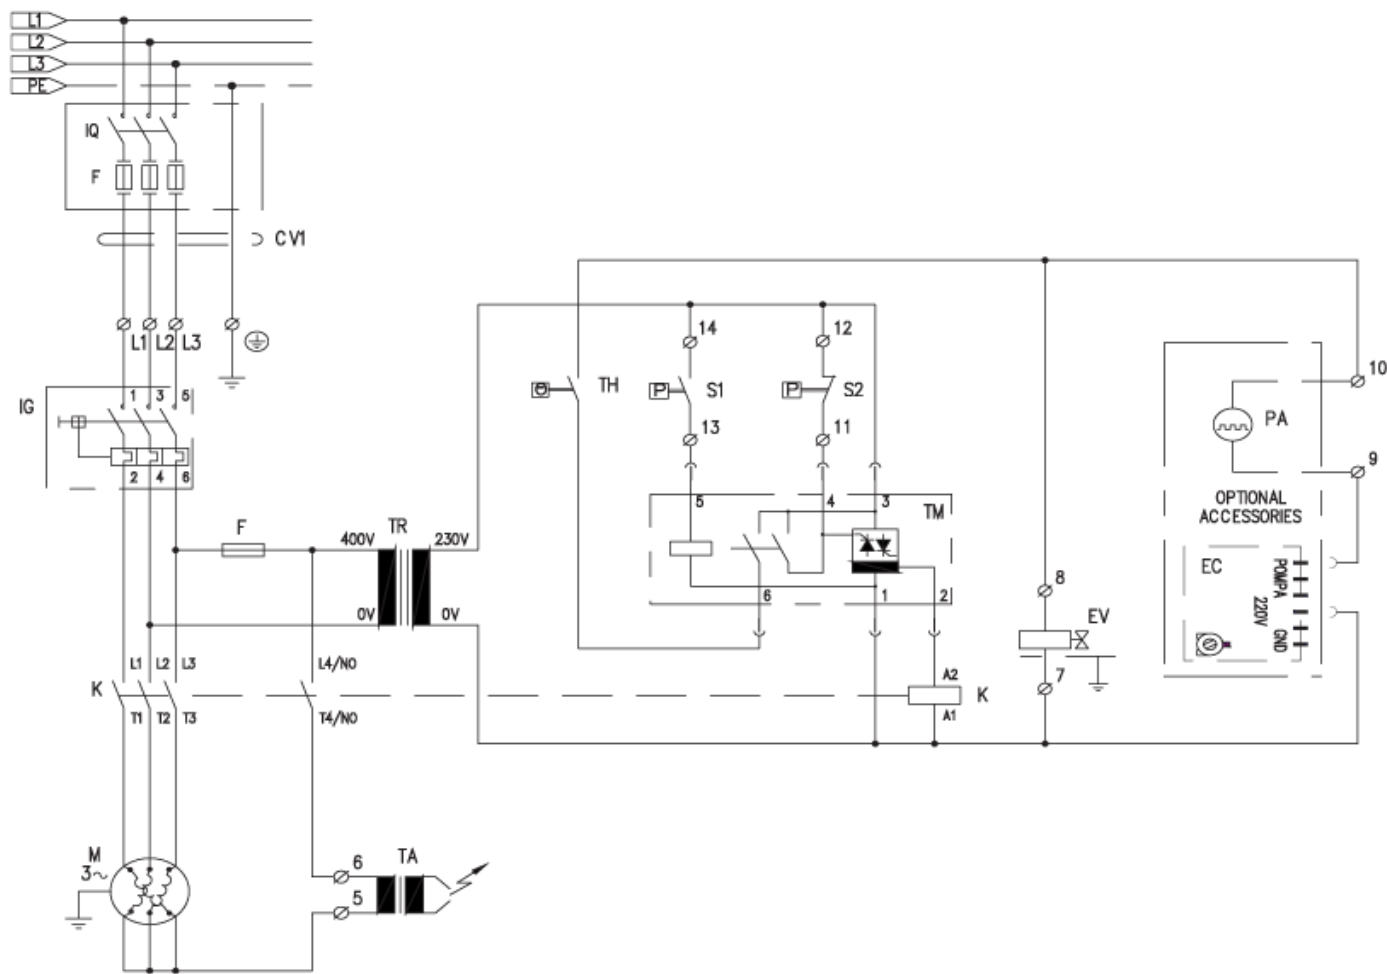 L1
L2
L3
PE
IQ
F
CV1
L1 L2 L3
IG
1 3 5
2 4 6
F
400V TR 230V
0V 0V
L1 L2 L3
L4/NO
K
T1 T2 T3
T4/NO
M
3~
6
TA
5
14
12
TH
P
S1
P
S2
13
11
5 4 3
TM
6 1 2
A2
K
A1
8
EV
7
10
PA
9
OPTIONAL
ACCESSORIES
EC
POMPA
220V
GND